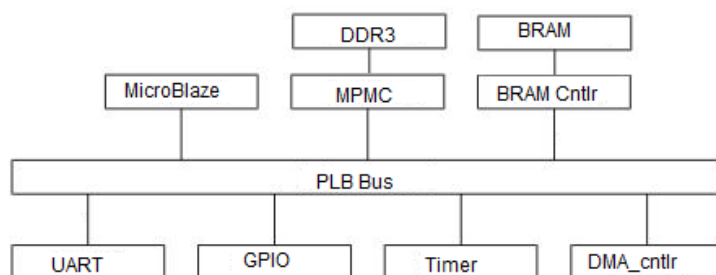 DDR3
BRAM
MicroBlaze
MPMC
BRAM Cntlr
PLB Bus
UART
GPIO
Timer
DMA_cntlr